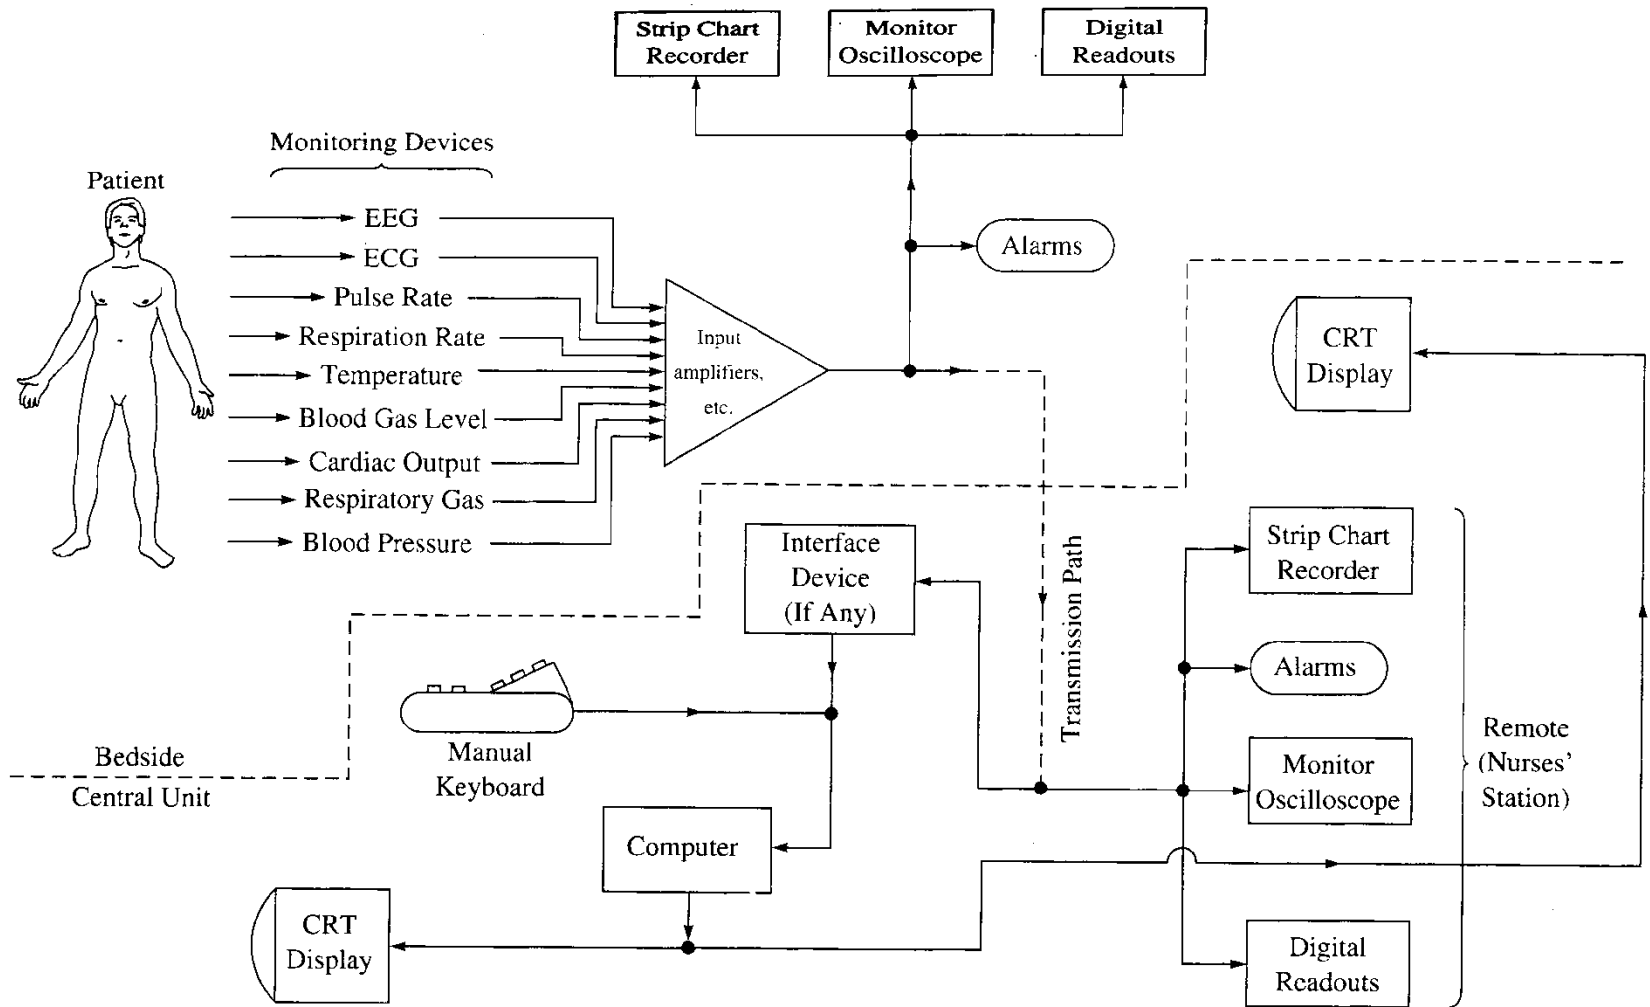 Strip Chart
Recorder
Monitor
Oscilloscope
Digital
Readouts
Monitoring Devices
Patient
EEG
ECG
Pulse Rate
Respiration Rate
Temperature
Blood Gas Level
Cardiac Output
Respiratory Gas
Blood Pressure
Input
amplifiers,
etc.
Alarms
CRT
Display
Interface
Device
(If Any)
Transmission Path
Strip Chart
Recorder
Alarms
Monitor
Oscilloscope
Digital
Readouts
Remote
(Nurses'
Station)
Manual
Keyboard
Bedside
Central Unit
Computer
CRT
Display